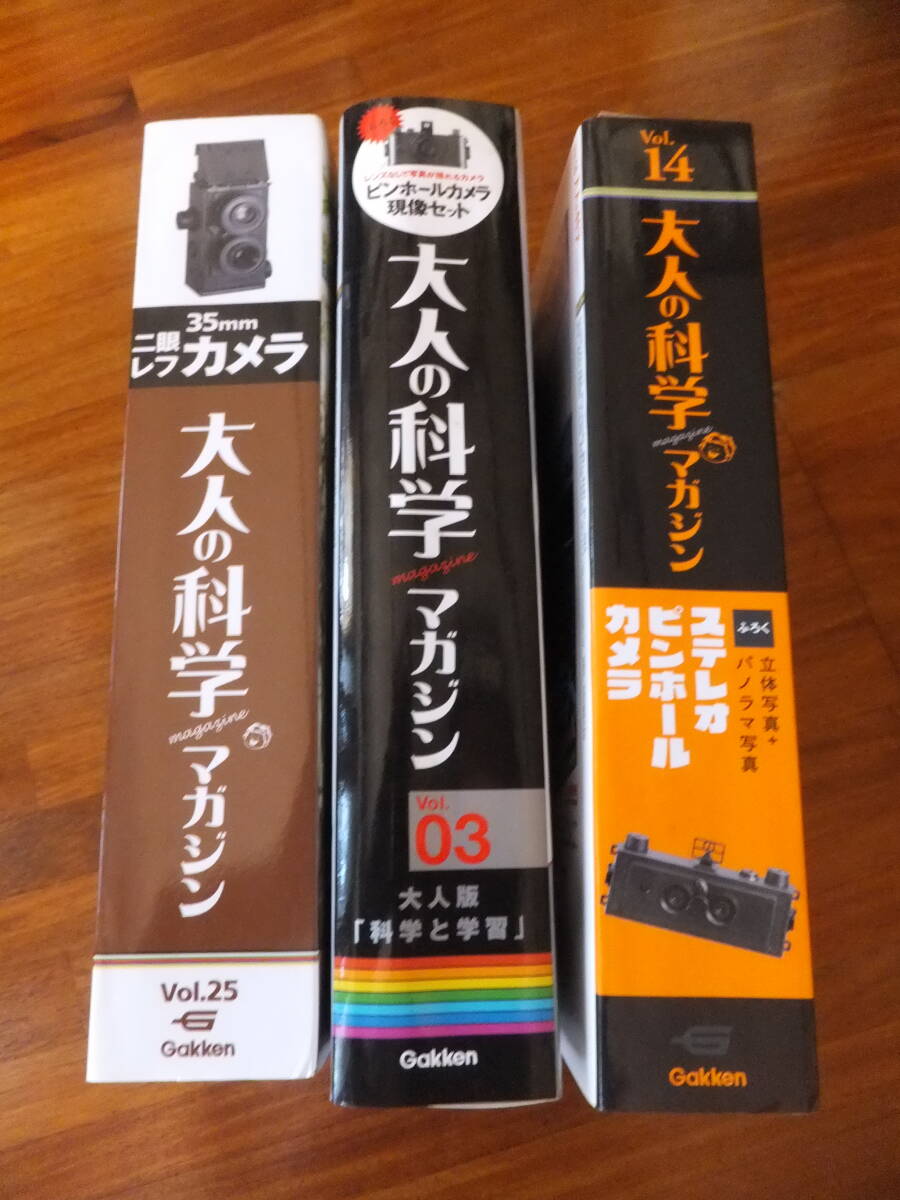 35mm
二眼
レフ
カメラ
大人の科学
magazine
マガジン
Vol.25
Gakken
ふろく
レンズなしで写真が撮れるカメラ
ピンホールカメラ
現像セット
大人の科学
magazine
マガジン
Vol.
03
大人版
「科学と学習」
Gakken
Vol.
14
大人の科学
magazine
マガジン
ふろく
立体写真+
パノラマ写真
ステレオ
ピンホール
カメラ
Gakken